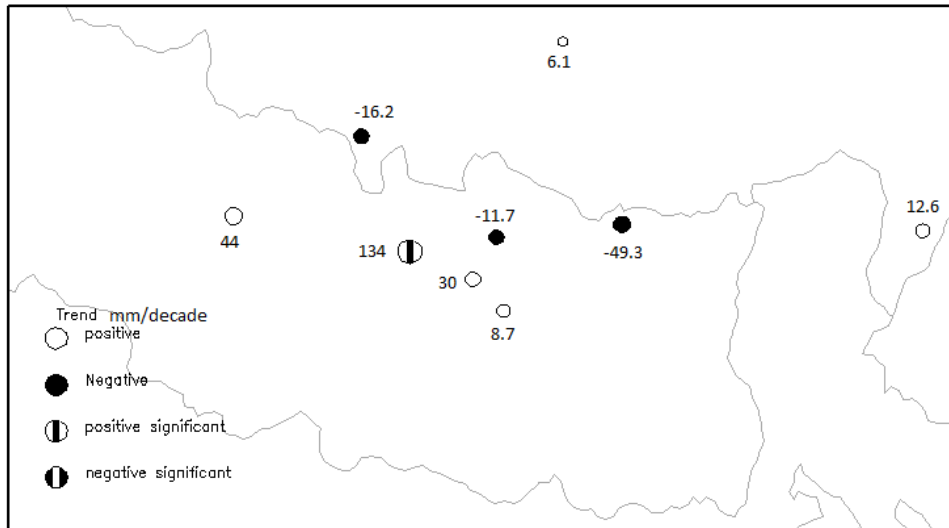 6.1
-16.2
12.6
-11.7
44
134
-49.3
30
8.7
Trend mm/decade
positive
Negative
positive significant
negative significant